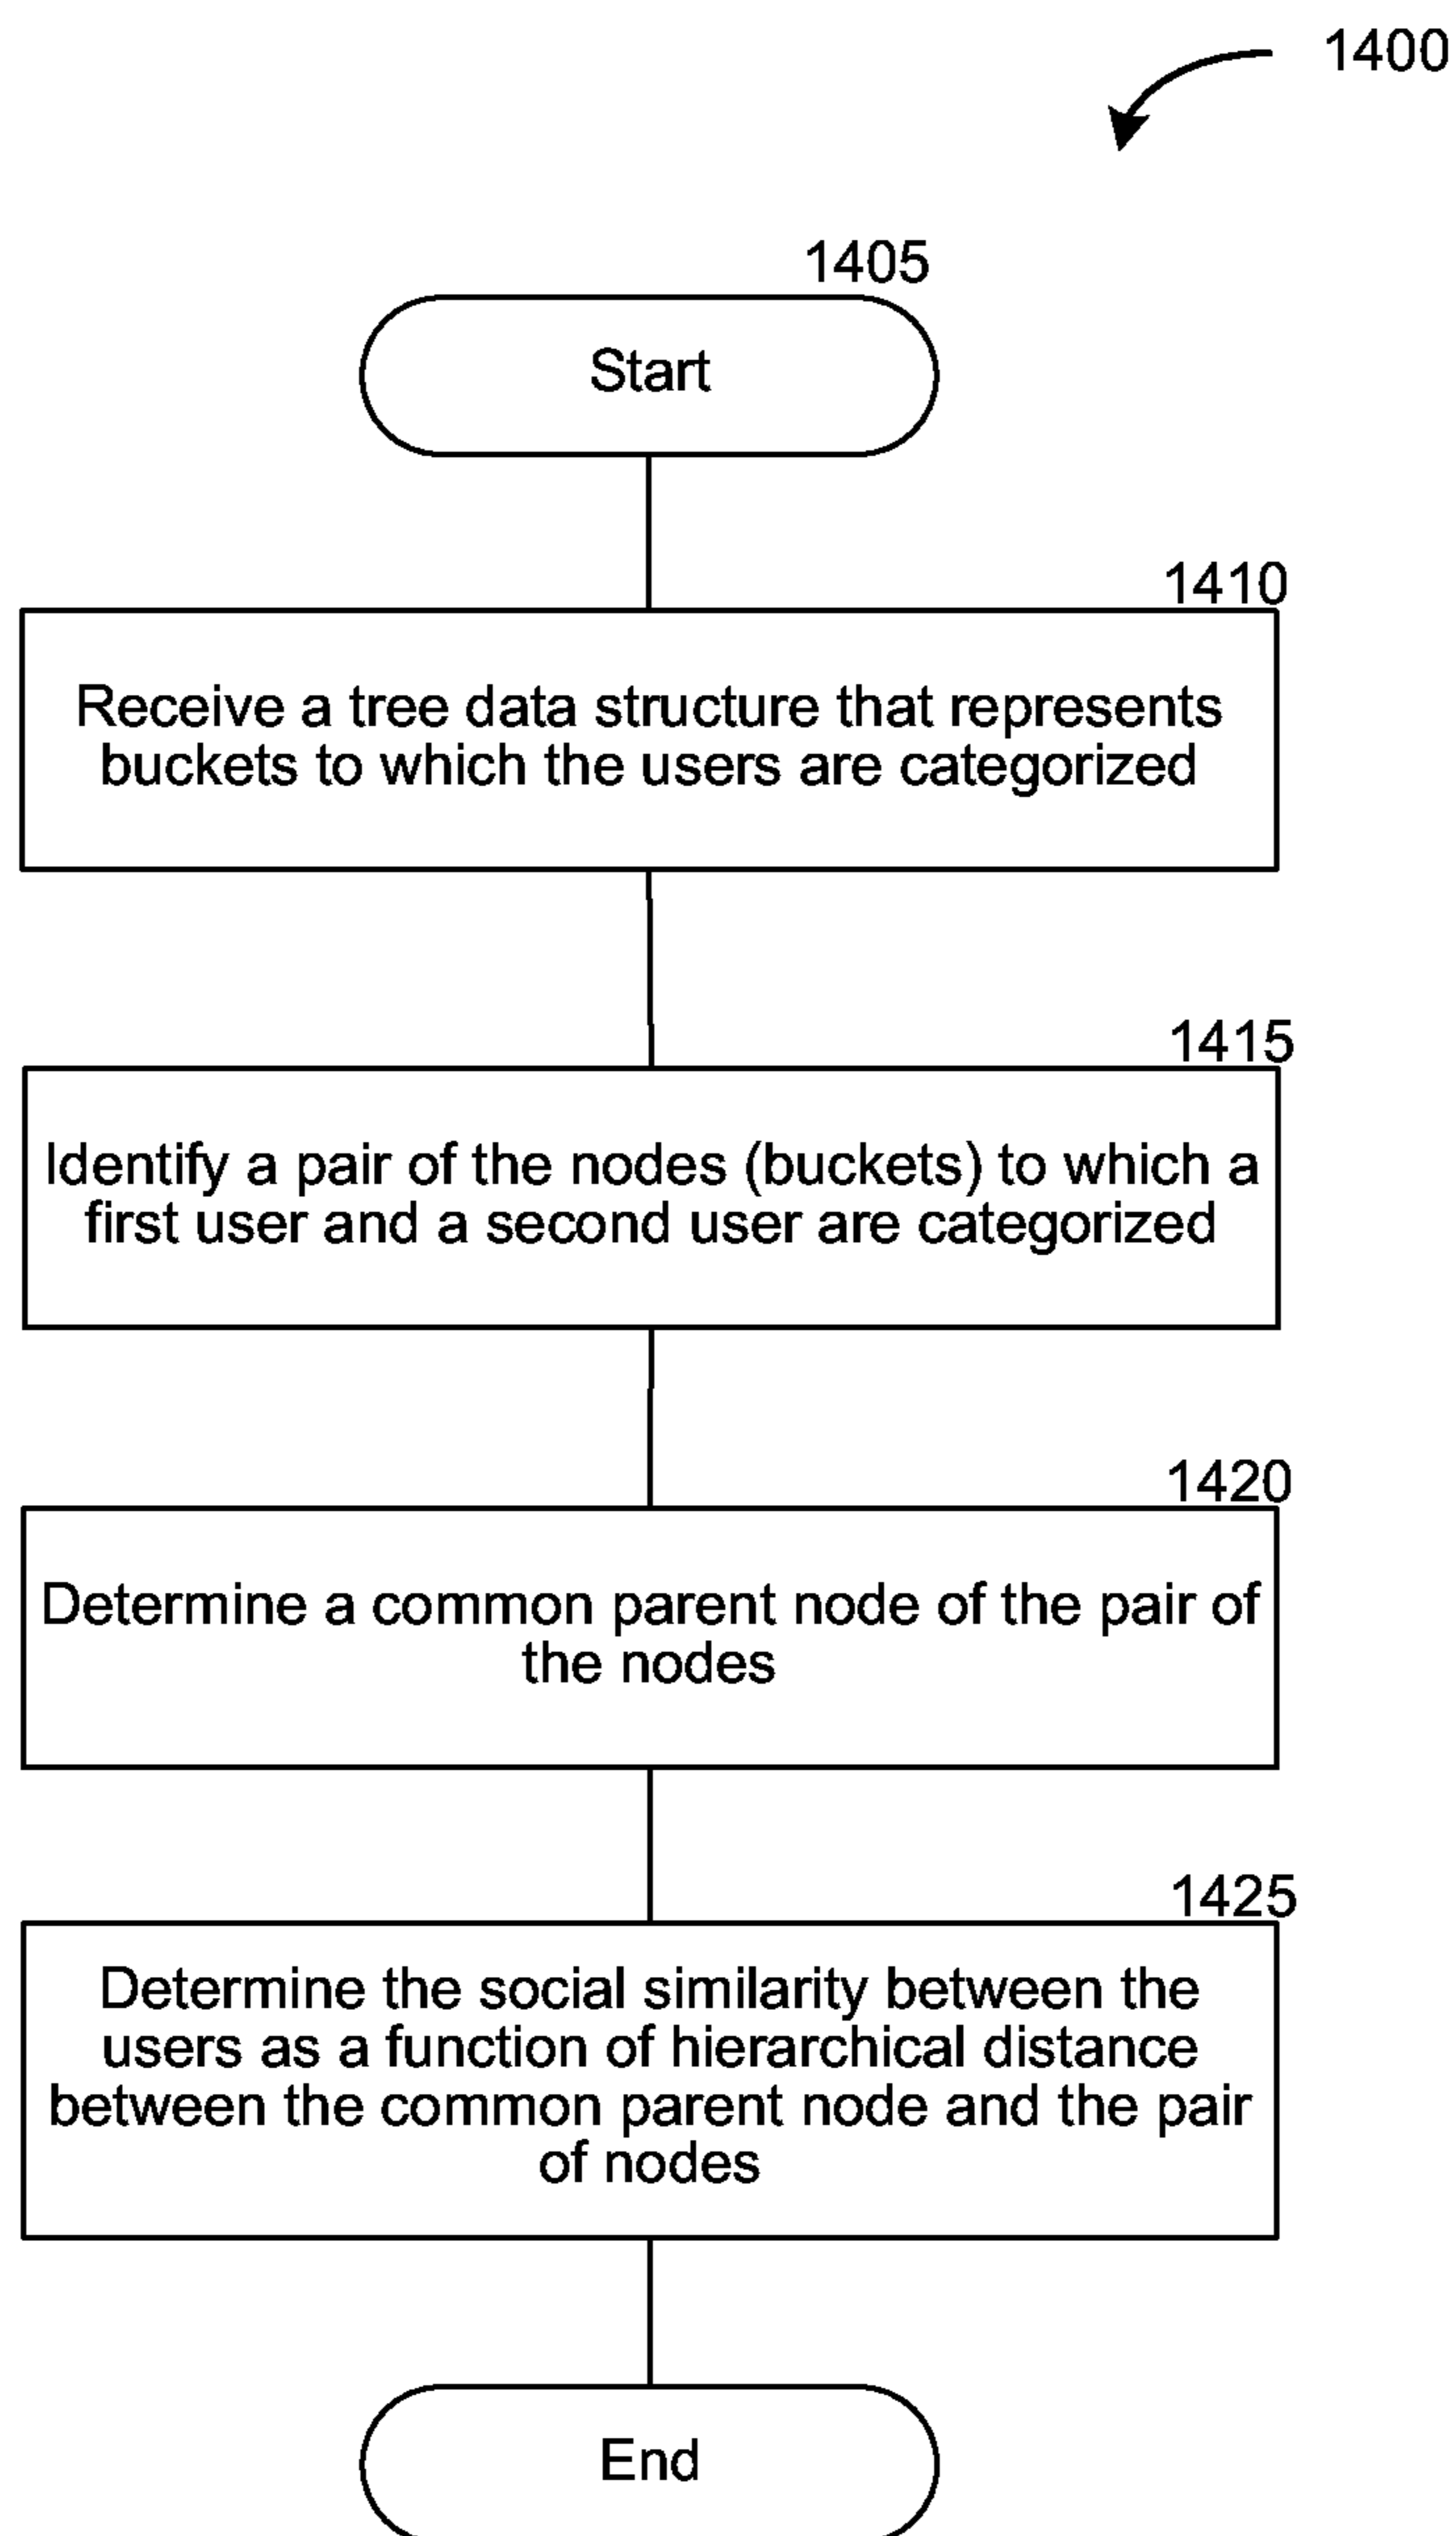 1400
1405
Start
1410
Receive a tree data structure that represents
buckets to which the users are categorized
1415
Identify a pair of the nodes (buckets) to which a
first user and a second user are categorized
1420
Determine a common parent node of the pair of
the nodes
1425
Determine the social similarity between the
users as a function of hierarchical distance
between the common parent node and the pair
of nodes
End